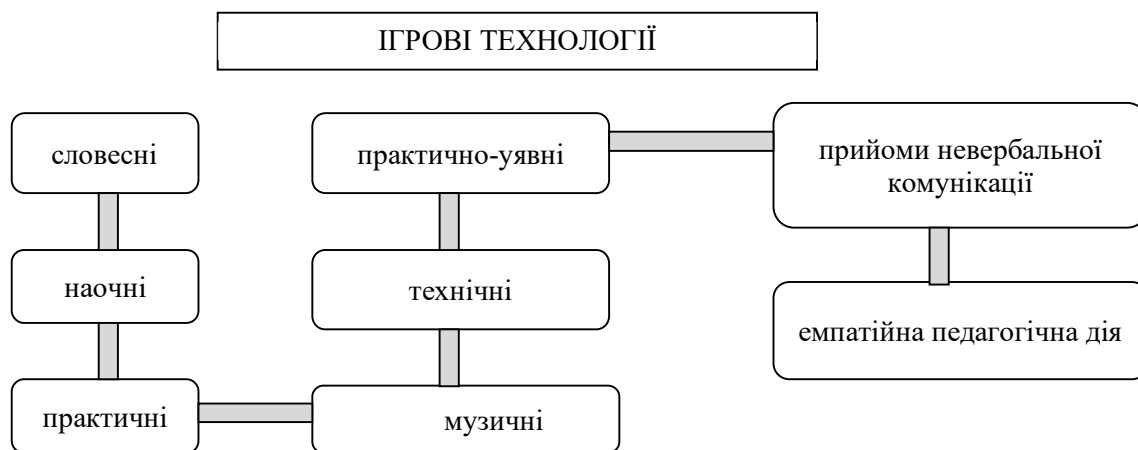 ІГРОВІ ТЕХНОЛОГІЇ
словесні
наочні
практичні
музичні
технічні
практично-уявні
прийоми невербальної
комунікації
емпатійна педагогічна дія